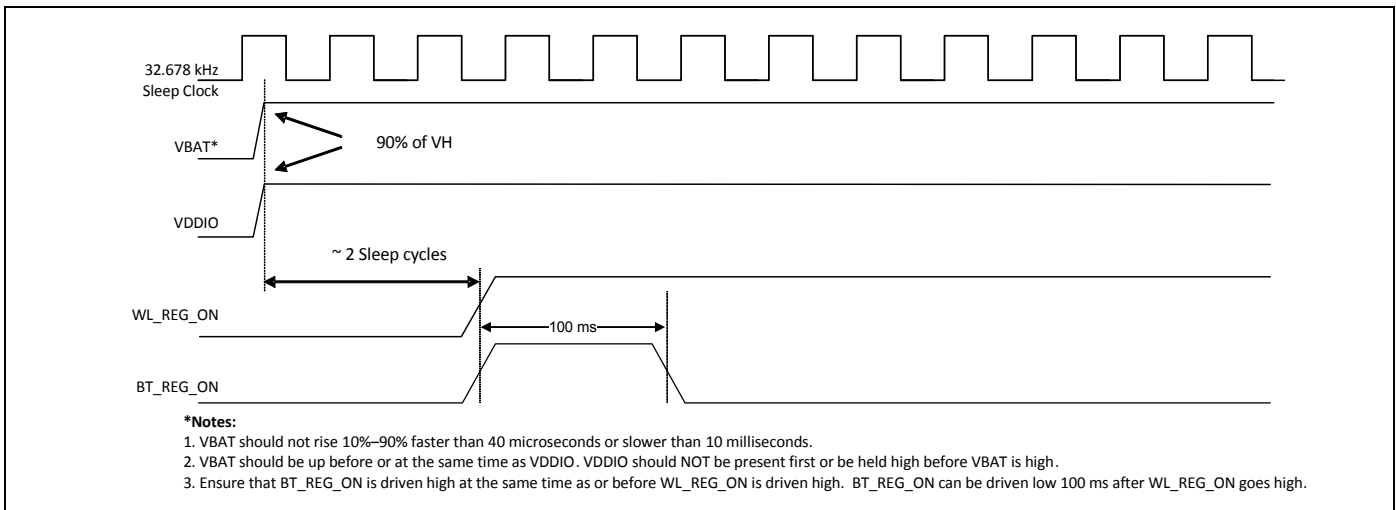 32.678 kHz
Sleep Clock
VBAT*
90% of VH
VDDIO
~ 2 Sleep cycles
WL_REG_ON
100 ms
BT_REG_ON
*Notes:
1. VBAT should not rise 10%–90% faster than 40 microseconds or slower than 10 milliseconds.
2. VBAT should be up before or at the same time as VDDIO. VDDIO should NOT be present first or be held high before VBAT is high.
3. Ensure that BT_REG_ON is driven high at the same time as or before WL_REG_ON is driven high. BT_REG_ON can be driven low 100 ms after WL_REG_ON goes high.